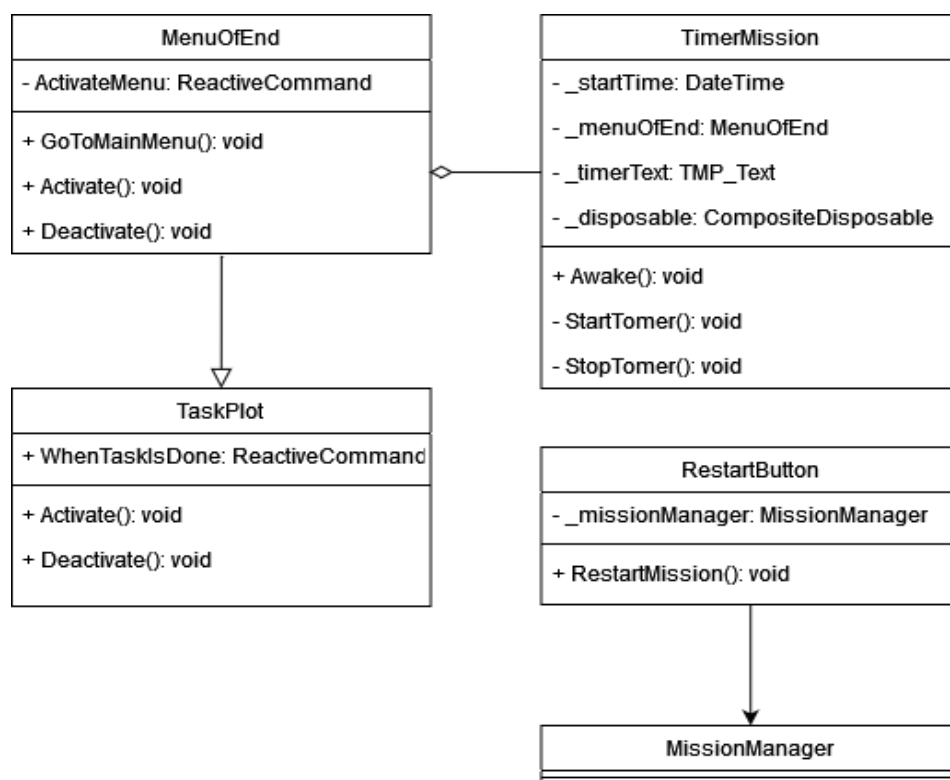 MenuOfEnd
- ActivateMenu: ReactiveCommand
+ GoToMainMenu(): void
+ Activate(): void
+ Deactivate(): void
TimerMission
- _startTime: DateTime
- _menuOfEnd: MenuOfEnd
- _timerText: TMP_Text
- _disposable: CompositeDisposable
+ Awake(): void
- StartTomer(): void
- StopTomer(): void
TaskPlot
+ WhenTaskIsDone: ReactiveCommand
+ Activate(): void
+ Deactivate(): void
RestartButton
- _missionManager: MissionManager
+ RestartMission(): void
MissionManager